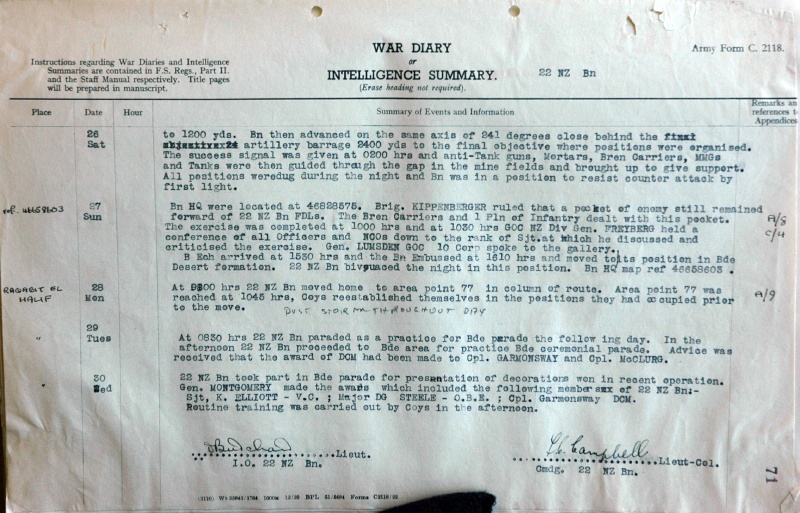 WAR DIARY
or
INTELLIGENCE SUMMARY.
(Erase heading not required).
22 NZ Bn
Army Form C. 2118.
Instructions regarding War Diaries and Intelligence
Summaries are contained in F.S. Regs., Part II.
and the Staff Manual respectively. Title pages
will be prepared in manuscript.
Place Date Hour Summary of Events and Information Remarks an
references t
Appendices
26
Sat
to 1200 yds. Bn then advanced on the same axis of 241 degrees close behind the
artillery barrage 2400 yds to the final objective where positions were organised.
The success signal was given at 0200 hrs and anti-Tank guns, Mortars, Bren Carriers, MMGs
and Tanks were then guided through the gap in the mine fields and brought up to give support.
All positions weredug during the night and Bn was in a position to resist counter attack by
first light.
ref. 46658603
27
Sun
Bn HQ were located at 46828575. Brig. KIPPENBERGER ruled that a pocket of enemy still remained
forward of 22 NZ Bn FDLs. The Bren Carriers and 1 Pln of Infantry dealt with this pocket.
The exercise was completed at 1000 hrs and at 1030 hrs GOC NZ Div Gen. FREYBERG held a
conference of all Officers and NCOs down to the rank of Sjt.at which he discussed and
criticised the exercise. Gen. LUMSDEN GOC 10 Corp spoke to the gallery.
B Ech arrived at 1530 hrs and the Bn Embussed at 1610 hrs and moved toits position in Bde
Desert formation. 22 NZ Bn bivouaced the night in this position. Bn HQ map ref 46658603 .
A/8
C/4
RAGABIT EL
HALIF
28
Mon
At 0900 hrs 22 NZ Bn moved home to area point 77 in column of route. Area point 77 was
reached at 1045 hrs, Coys reestablished themselves in the positions they had occupied prior
to the move.
DUST STORM THROUGHOUT DAY
A/9
"
29
Tues
At 0830 hrs 22 NZ Bn paraded as a practice for Bde parade the follow ing day. In the
afternoon 22 NZ Bn proceeded to Bde area for practice Bde ceremonial parade. Advice was
received that the award of DCM had been made to Cpl. GARMONSWAY and Cpl. McCLURG.
"
30
Wed
22 NZ Bn took part in Bde parade for presentation of decorations won in recent operation.
Gen. MONTGOMERY made the awards which included the following members of 22 NZ Bn:-
Sjt, K. ELLIOTT - V.C. ; Major DG STEELE - O.B.E. ; Cpl. Garmonsway DCM.
Routine training was carried out by Coys in the afternoon.
Lieut.
I.O. 22 NZ Bn.
Campbell
Lieut-Col.
Cmdg. 22 NZ Bn.
71